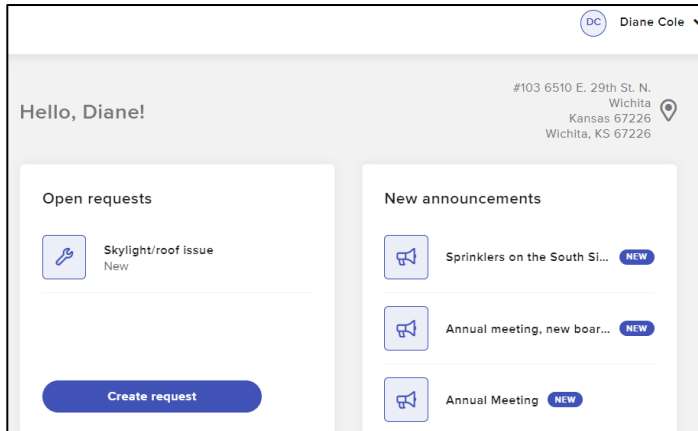 DC Diane Cole
Hello, Diane!
#103 6510 E. 29th St. N.
Wichita
Kansas 67226
Wichita, KS 67226
Open requests
Skylight/roof issue
New
Create request
New announcements
Sprinklers on the South Si... NEW
Annual meeting, new boar... NEW
Annual Meeting NEW